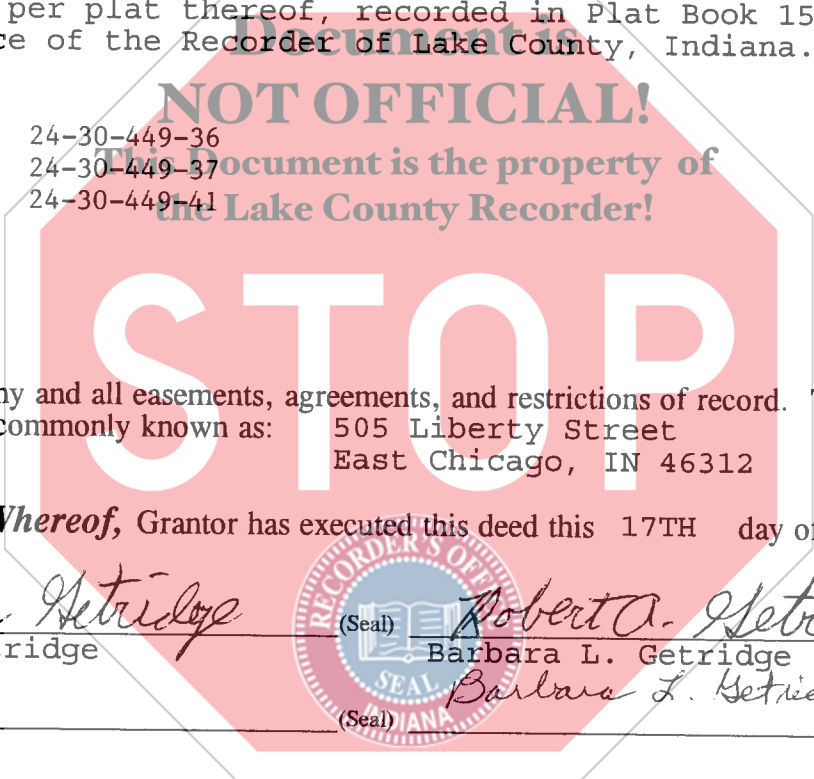 per plat thereof, recorded in Plat Book 15
ce of the Recorder of Lake County, Indiana.
Document is
NOT OFFICIAL!
24-30-449-36
24-30-449-37
This Document is the property of
24-30-449-41
the Lake County Recorder!
STOP
ny and all easements, agreements, and restrictions of record.
commonly known as: 505 Liberty Street
East Chicago, IN 46312
Whereof, Grantor has executed this deed this 17TH day of
RECORDER'S OFFI
Getridge (Seal) Robert A. Getri
tridge Barbara L. Getridge
SEAL
Barbara L. Getrid
INDIANA
(Seal)